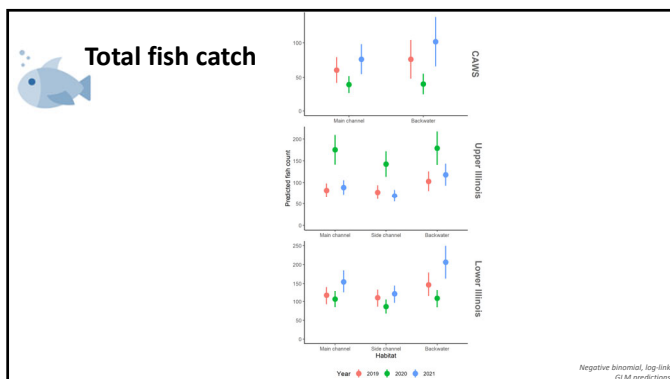 Total fish catch
CAWS
100
50
0
Main channel
Backwater
Predicted fish count
Upper Illinois
200
150
100
50
0
Main channel
Side channel
Backwater
Lower Illinois
250
200
150
100
50
0
Main channel
Side channel
Backwater
Habitat
Year 2019 2020 2021
Negative binomial, log-link
GLM predictions